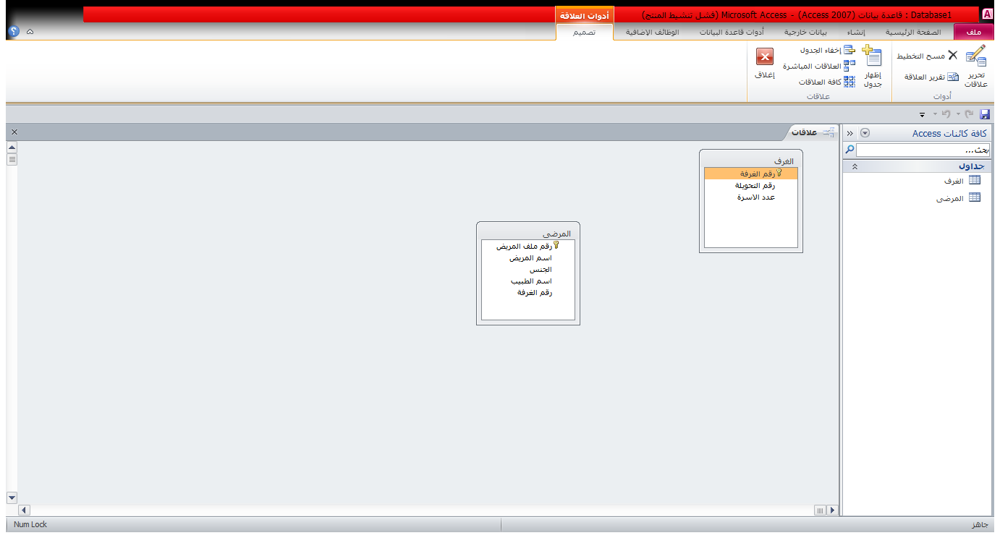 Database1 : قاعدة بيانات (Access 2007) - Microsoft Access (فشل تنشيط المنتج)
أدوات العلاقة
ملف
الصفحة الرئيسية
إنشاء
بيانات خارجية
أدوات قاعدة البيانات
الوظائف الإضافية
تصميم
تحرير
علاقات
مسح التخطيط
تقرير العلاقة
أدوات
إظهار
جدول
إخفاء الجدول
العلاقات المباشرة
كافة العلاقات
علاقات
إغلاق
كافة كائنات Access
بحث...
جداول
الغرف
المرضى
علاقات
الغرف
رقم الغرفة
رقم التحويلة
عدد الاسرة
المرضى
رقم ملف المريض
اسم المريض
الجنس
اسم الطبيب
رقم الغرفة
جاهز
Num Lock